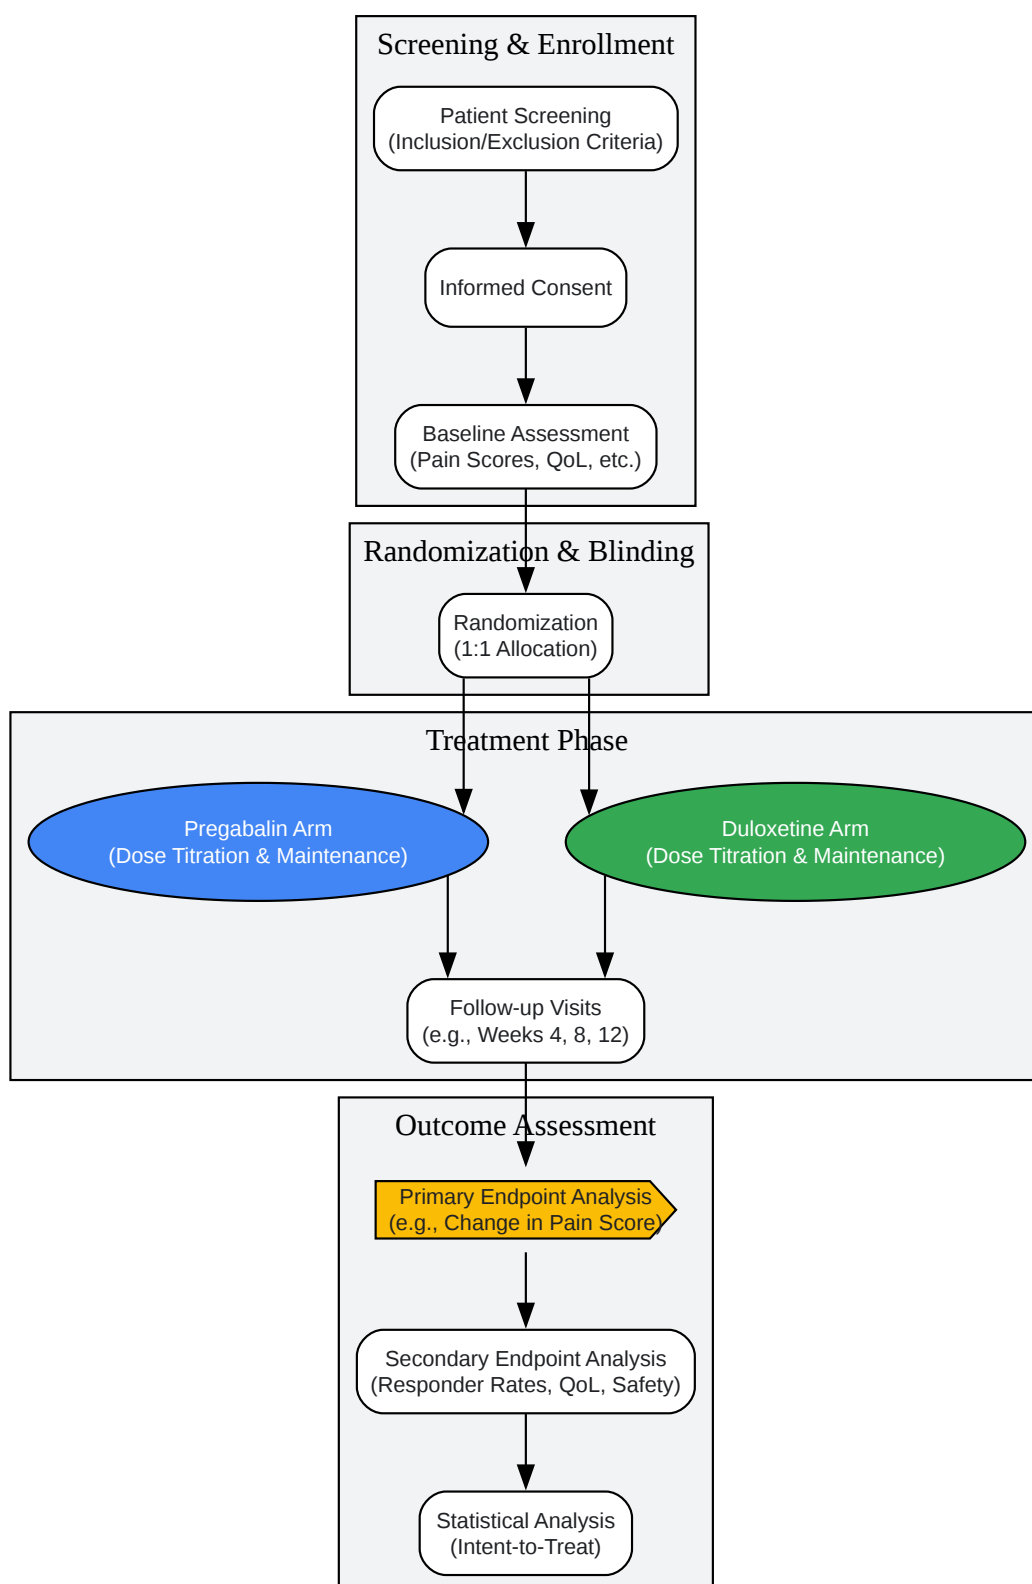 Screening & Enrollment
Patient Screening
(Inclusion/Exclusion Criteria)
Informed Consent
Baseline Assessment
(Pain Scores, QoL, etc.)
Randomization & Blinding
Randomization
(1:1 Allocation)
Treatment Phase
Pregabalin Arm
(Dose Titration & Maintenance)
Duloxetine Arm
(Dose Titration & Maintenance)
Follow-up Visits
(e.g., Weeks 4, 8, 12)
Outcome Assessment
Primary Endpoint Analysis
(e.g., Change in Pain Score)
Secondary Endpoint Analysis
(Responder Rates, QoL, Safety)
Statistical Analysis
(Intent-to-Treat)